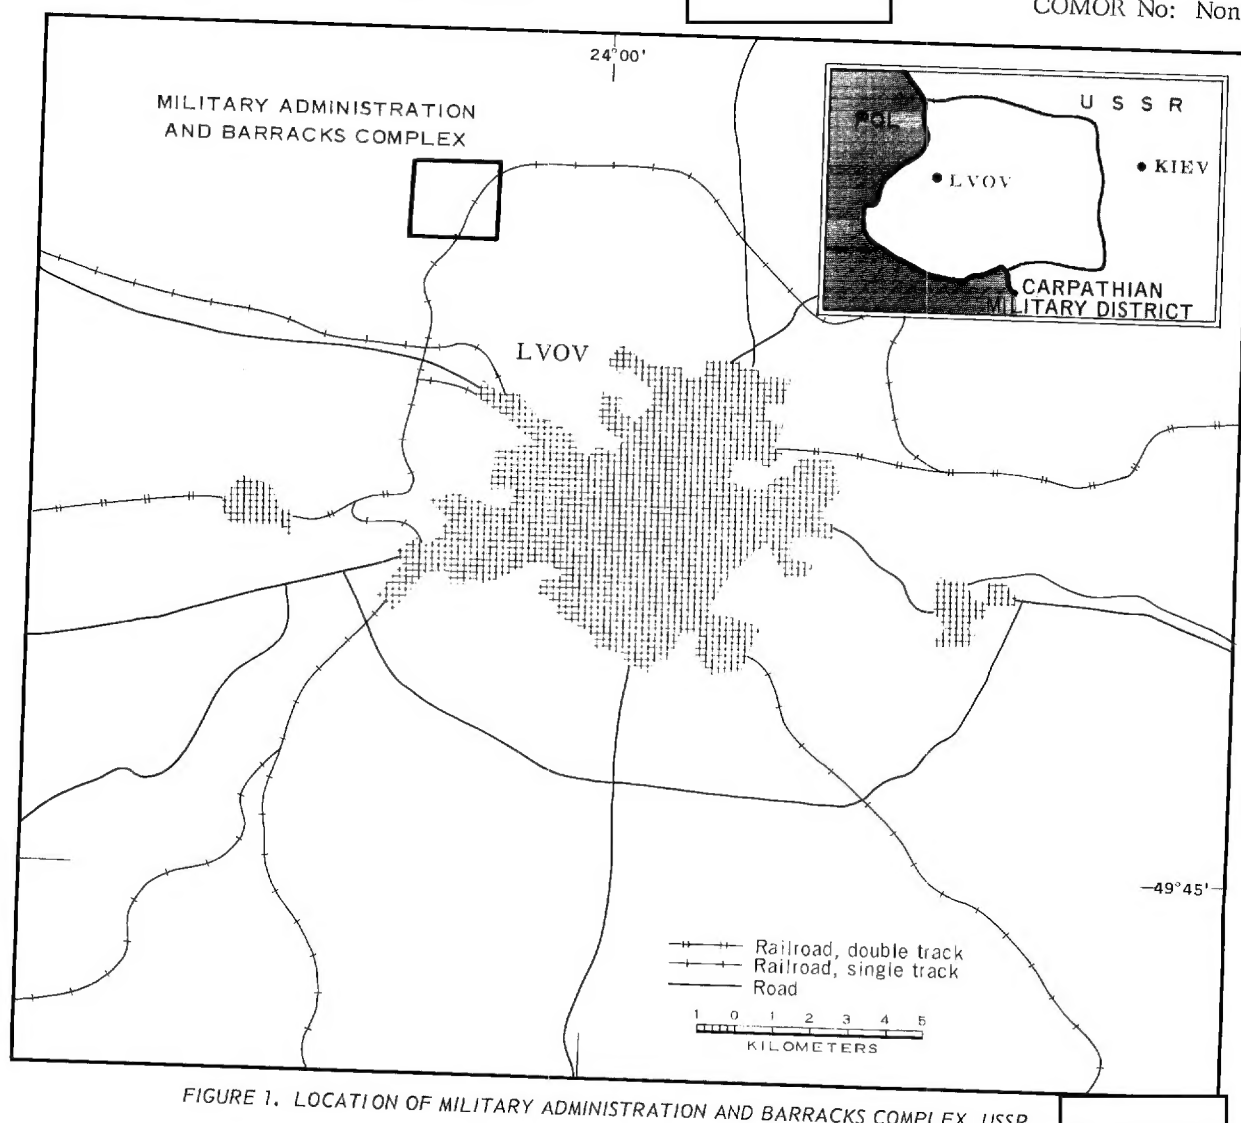 COMOR No: Non
24°00'
MILITARY ADMINISTRATION
AND BARRACKS COMPLEX
U S S R
POL
KIEV
LVOV
CARPATHIAN
MILITARY DISTRICT
LVOV
49°45'
Railroad, double track
Railroad, single track
Road
1 0 1 2 3 4 5
KILOMETERS
FIGURE 1. LOCATION OF MILITARY ADMINISTRATION AND BARRACKS COMPLEX, USSR